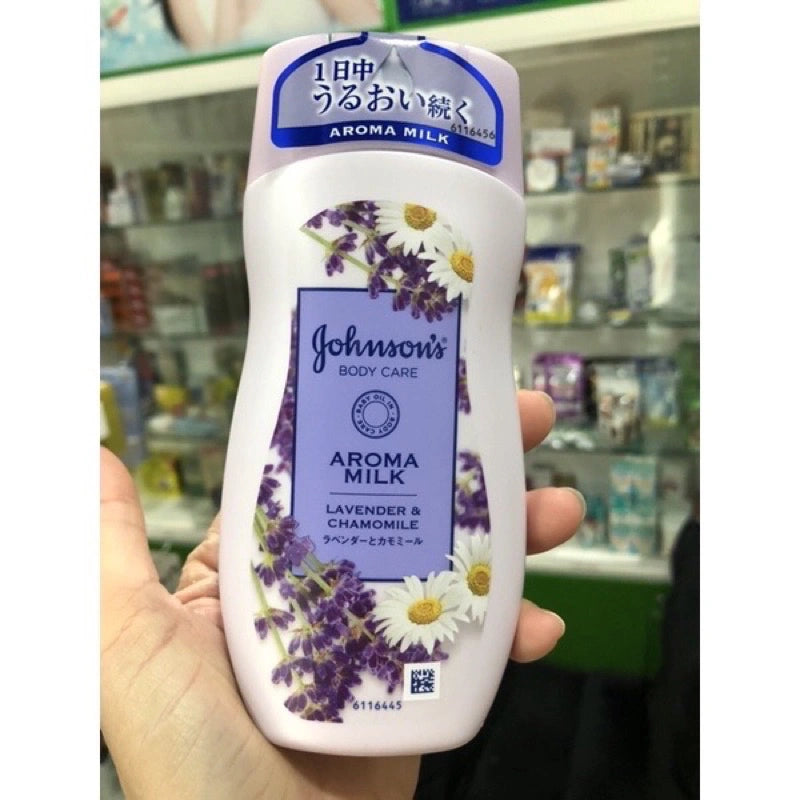 1日中
うるおい続く
AROMA MILK
6116456
Johnson's®
BODY CARE
BABY OIL IN · BODY CARE ·
AROMA
MILK
LAVENDER &
CHAMOMILE
ラベンダーとカモミール
6116445